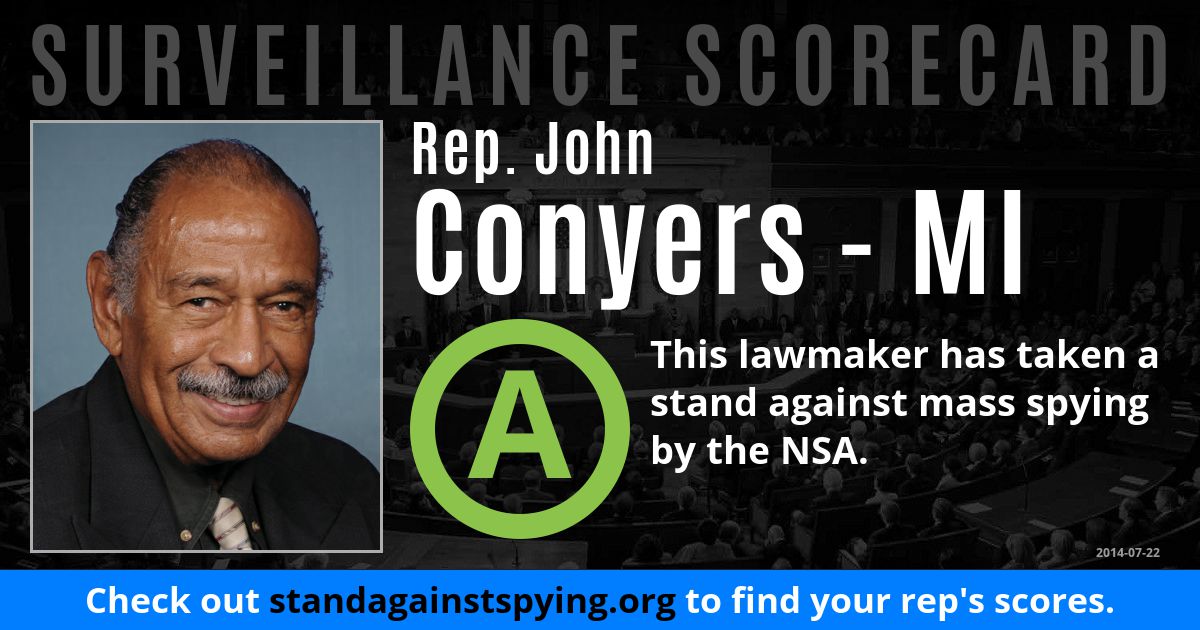 SURVEILLANCE SCORECARD
Rep. John
Conyers - MI
A
This lawmaker has taken a
stand against mass spying
by the NSA.
2014-07-22
Check out standagainstspying.org to find your rep's scores.